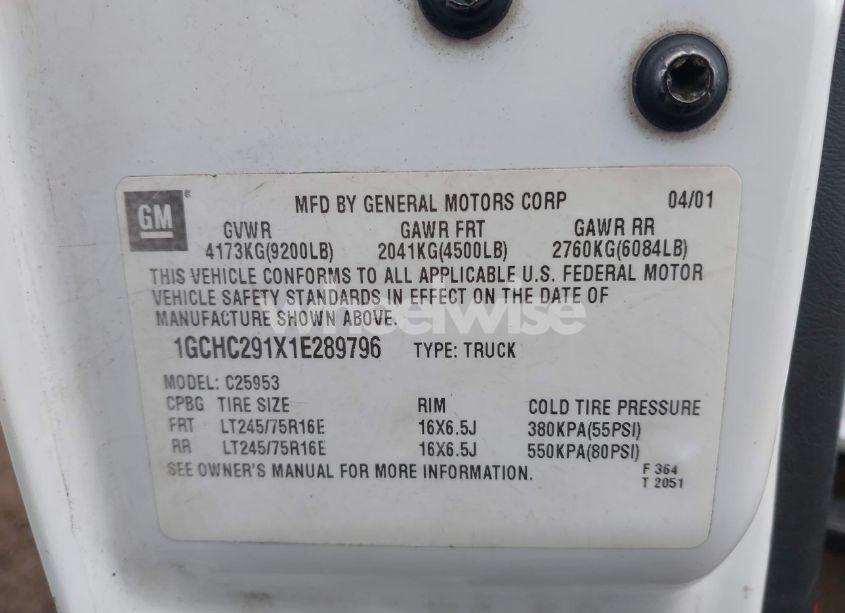 GM
MFD BY GENERAL MOTORS CORP 04/01
GVWR GAWR FRT GAWR RR
4173KG(9200LB) 2041KG(4500LB) 2760KG(6084LB)
THIS VEHICLE CONFORMS TO ALL APPLICABLE U.S. FEDERAL MOTOR
VEHICLE SAFETY STANDARDS IN EFFECT ON THE DATE OF
MANUFACTURE SHOWN ABOVE.
wheelwise
1GCHC291X1E289796 TYPE: TRUCK
MODEL: C25953
CPBG TIRE SIZE RIM COLD TIRE PRESSURE
FRT LT245/75R16E 16X6.5J 380KPA(55PSI)
RR LT245/75R16E 16X6.5J 550KPA(80PSI)
SEE OWNER'S MANUAL FOR MORE INFORMATION.
F 364
T 2051